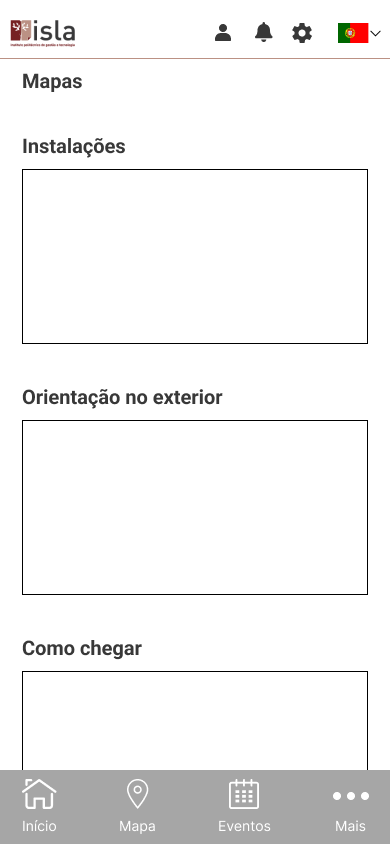 isla
instituto politécnico de gestão e tecnologia
Mapas
Instalações
Orientação no exterior
Como chegar
Início
Mapa
Eventos
Mais